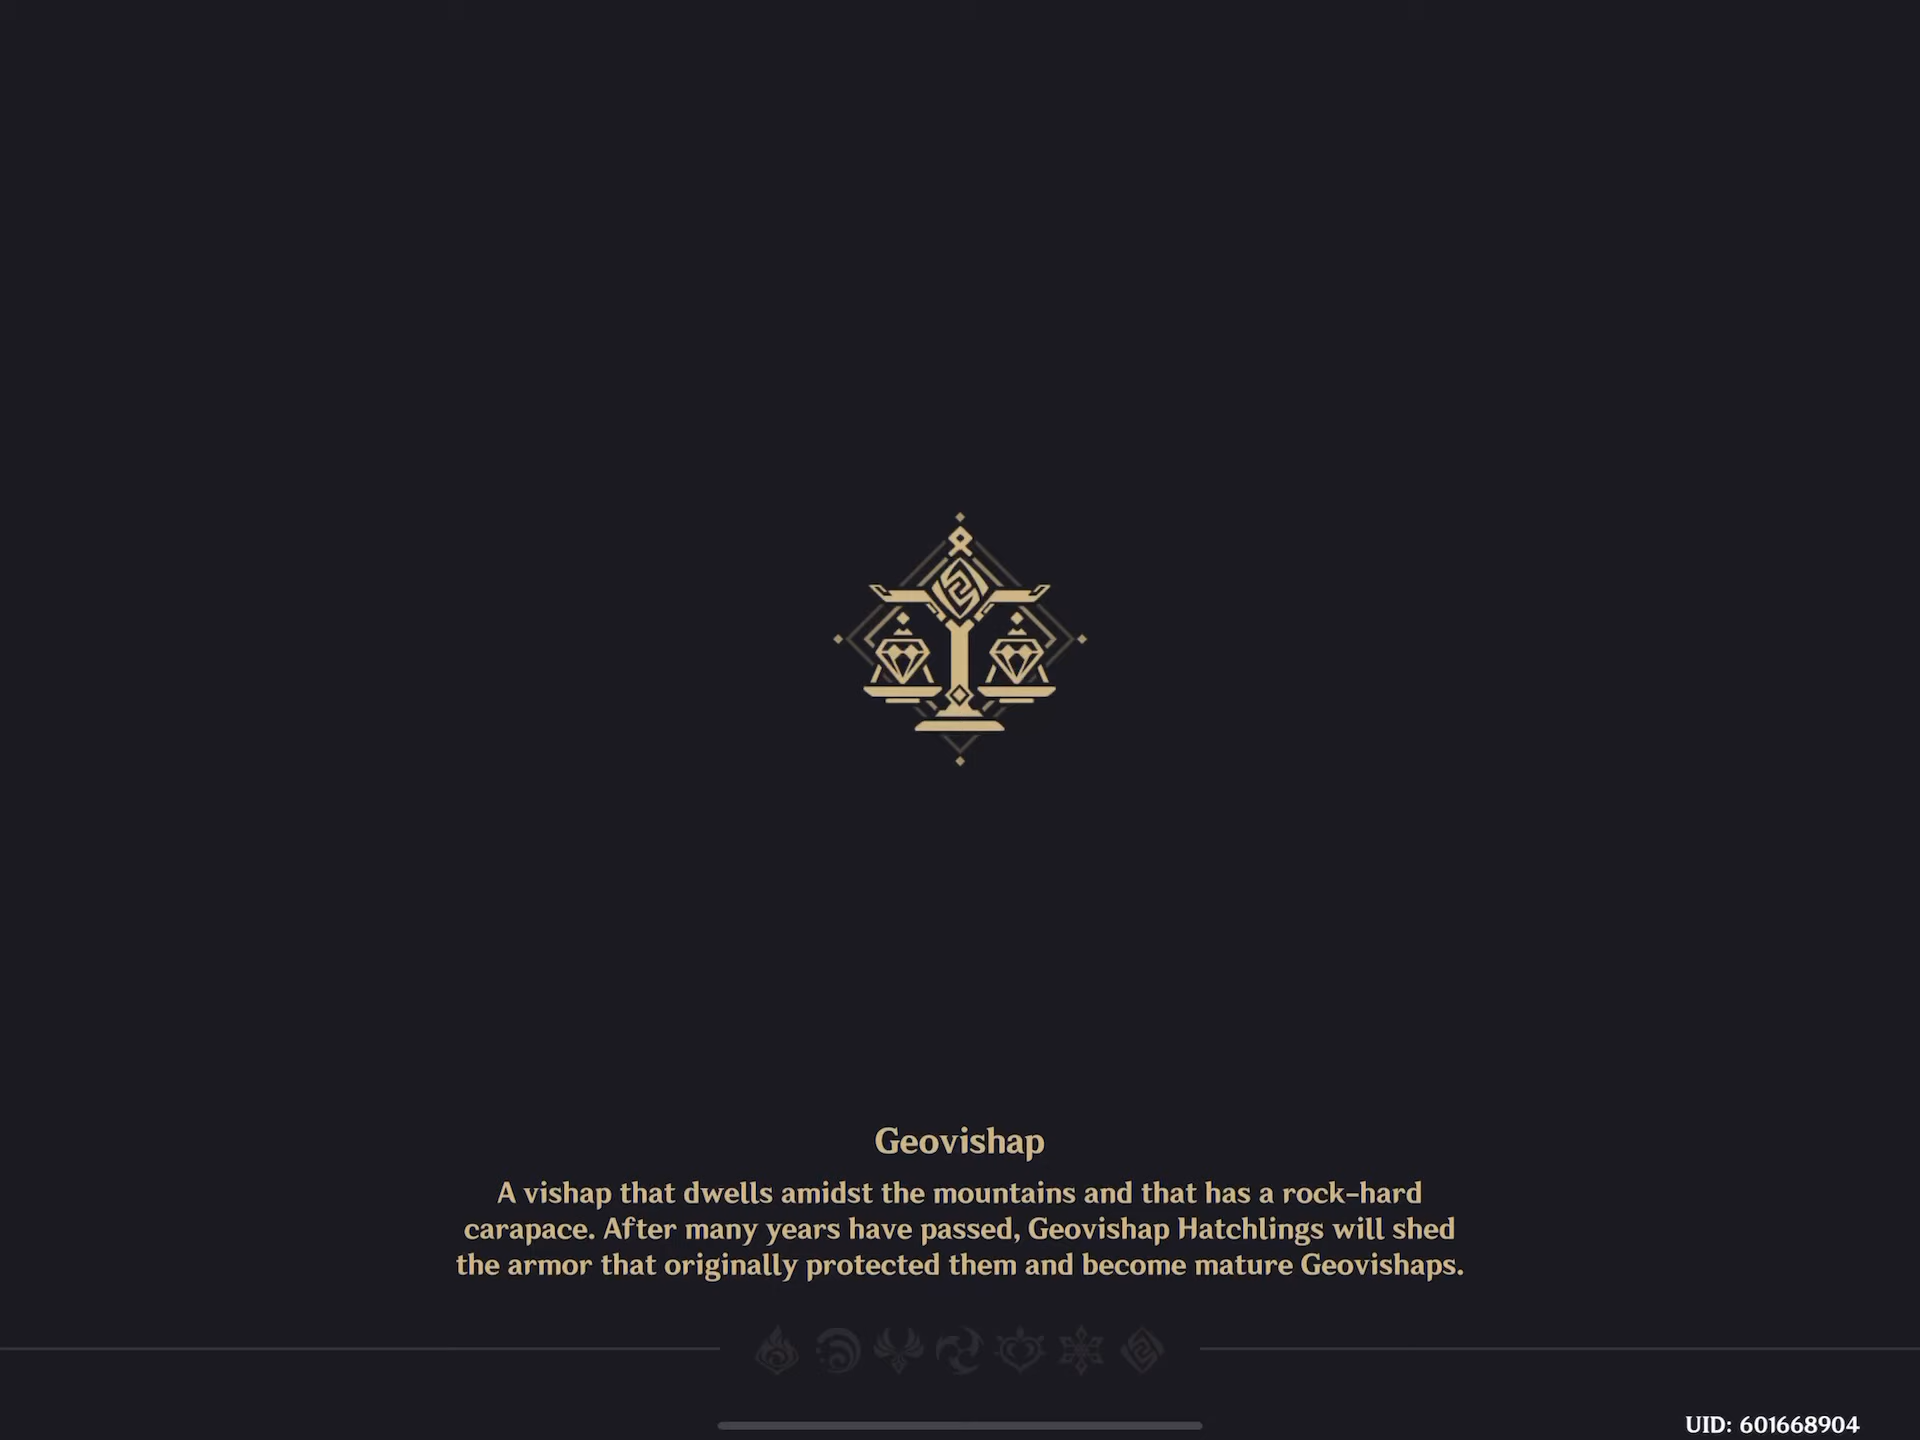 Geovishap
A vishap that dwells amidst the mountains and that has a rock-hard
carapace. After many years have passed, Geovishap Hatchlings will shed
the armor that originally protected them and become mature Geovishaps.
UID: 601668904